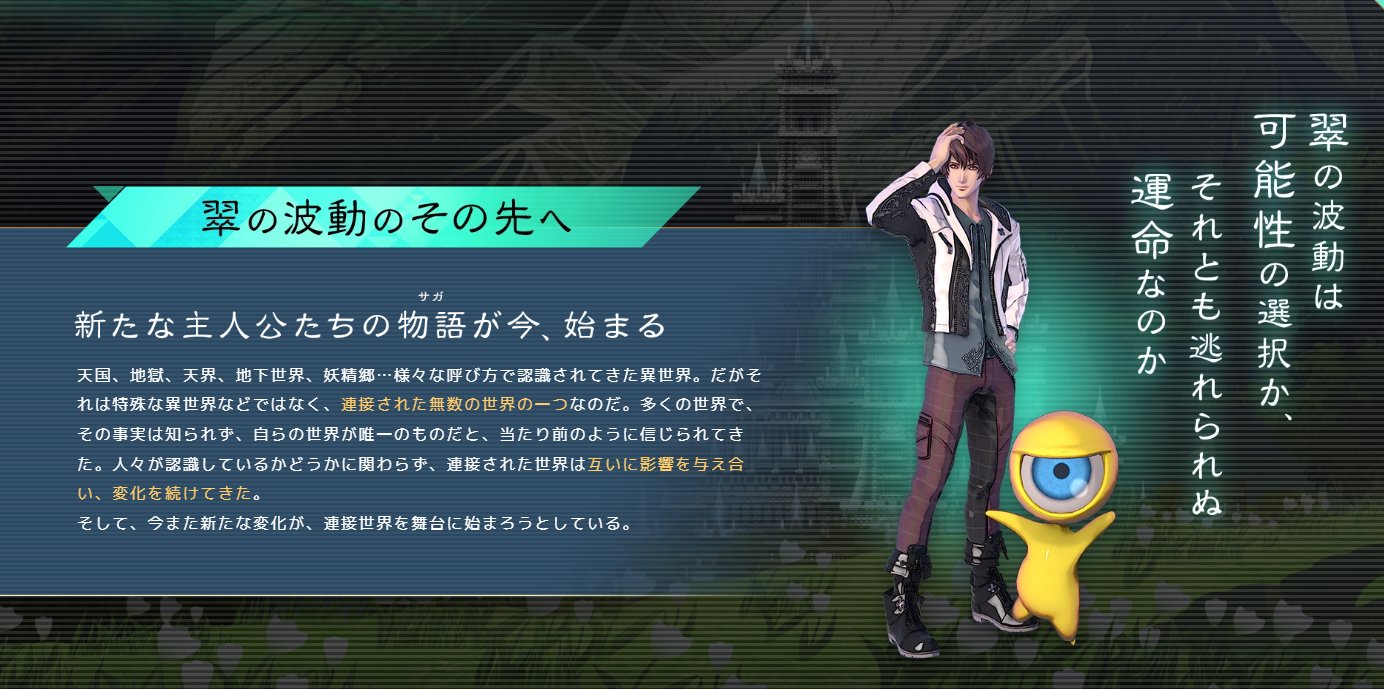 翠の波動のその先へ
サガ
新たな主人公たちの物語が今、始まる
天国、地獄、天界、地下世界、妖精郷…様々な呼び方で認識されてきた異世界。だがそ
れは特殊な異世界などではなく、連接された無数の世界の一つなのだ。多くの世界で、
その事実は知られず、自らの世界が唯一のものだと、当たり前のように信じられてき
た。人々が認識しているかどうかに関わらず、連接された世界は互いに影響を与え合
い、変化を続けてきた。
そして、今また新たな変化が、連接世界を舞台に始まろうとしている。
翠の波動は
可能性の選択か、
それとも逃れられぬ
運命なのか